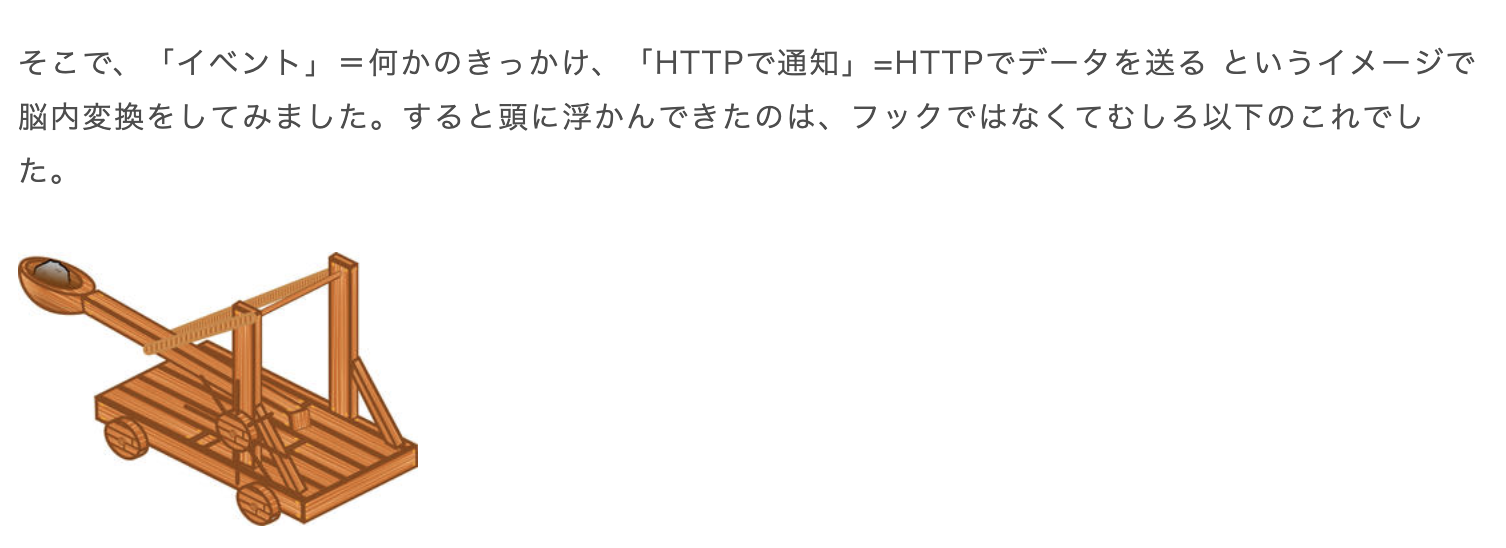 そこで、「イベント」＝何かのきっかけ、「HTTPで通知」=HTTPでデータを送る というイメージで
脳内変換をしてみました。すると頭に浮かんできたのは、フックではなくてむしろ以下のこれでし
た。